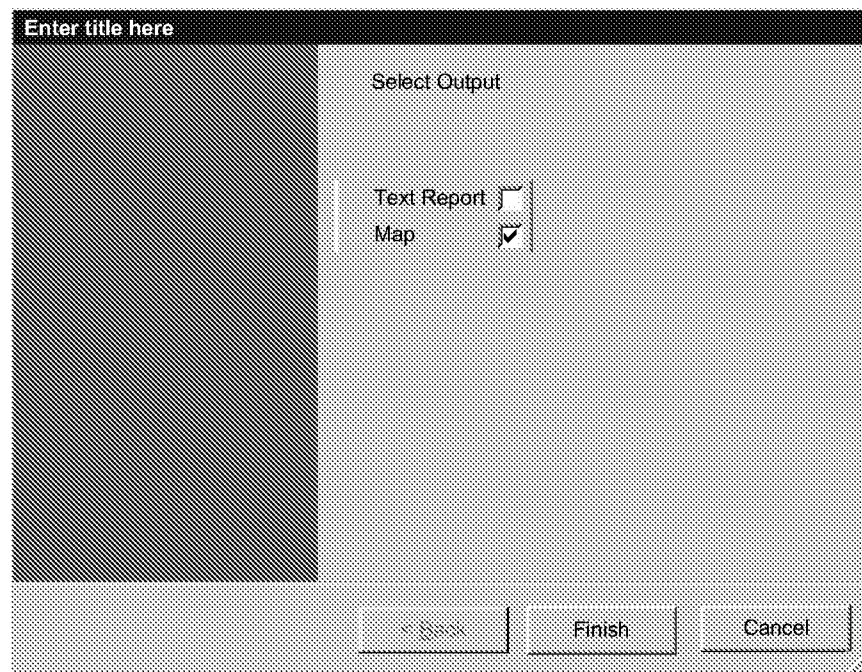 Enter title here
Select Output
Text Report
Map
< Back
Finish
Cancel